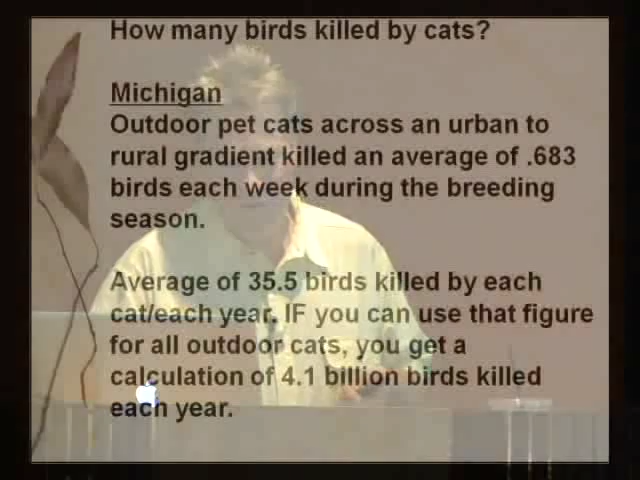 How many birds killed by cats?
Michigan
Outdoor pet cats across an urban to
rural gradient killed an average of .683
birds each week during the breeding
season.
Average of 35.5 birds killed by each
cat/each year. IF you can use that figure
for all outdoor cats, you get a
calculation of 4.1 billion birds killed
each year.